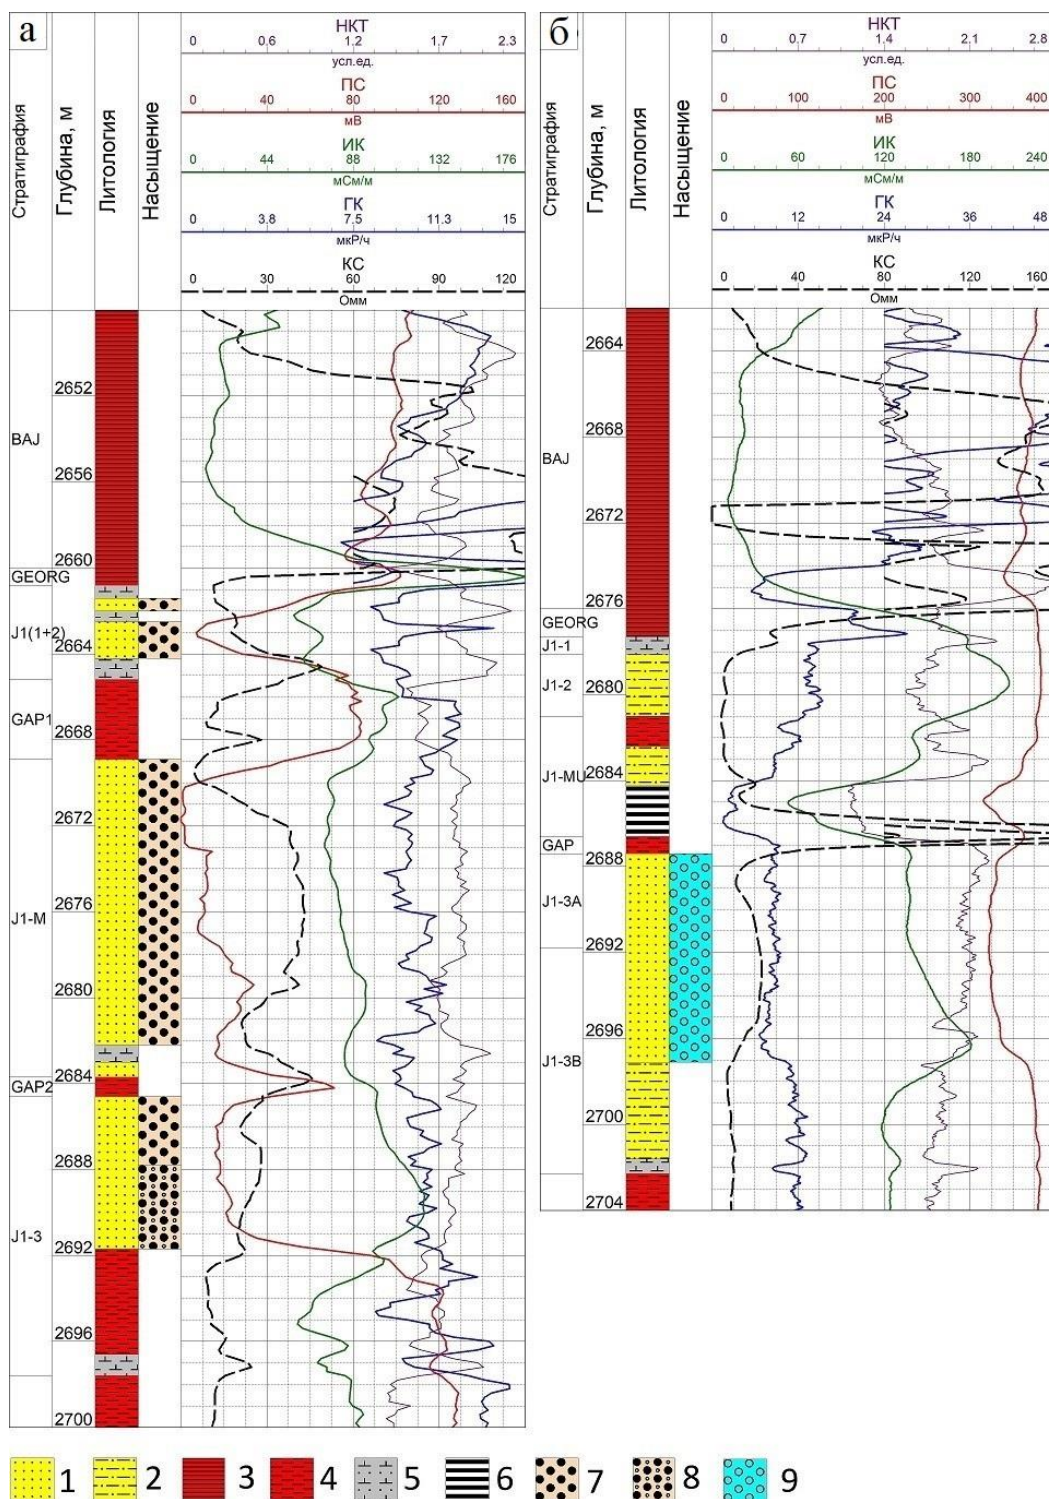 а
Стратиграфия
Глубина, м
Литология
Насыщение
НКТ
0 0.6 1.2 1.7 2.3
усл.ед.
ПС
0 40 80 120 160
мВ
ИК
0 44 88 132 176
мСм/м
ГК
0 3.8 7.5 11.3 15
мкР/ч
КС
0 30 60 90 120
Омм
2652
BAJ
2656
2660
GEORG
J1(1+2)
2664
GAP1
2668
2672
J1-M
2676
2680
2684
GAP2
2688
J1-3
2692
2696
2700
б
Стратиграфия
Глубина, м
Литология
Насыщение
НКТ
0 0.7 1.4 2.1 2.8
усл.ед.
ПС
0 100 200 300 400
мВ
ИК
0 60 120 180 240
мСм/м
ГК
0 12 24 36 48
мкР/ч
КС
0 40 80 120 160
Омм
2664
2668
BAJ
2672
2676
GEORG
J1-1
J1-2
2680
J1-MU
2684
GAP
2688
J1-3A
2692
2696
J1-3B
2700
2704
1 2 3 4 5 6 7 8 9